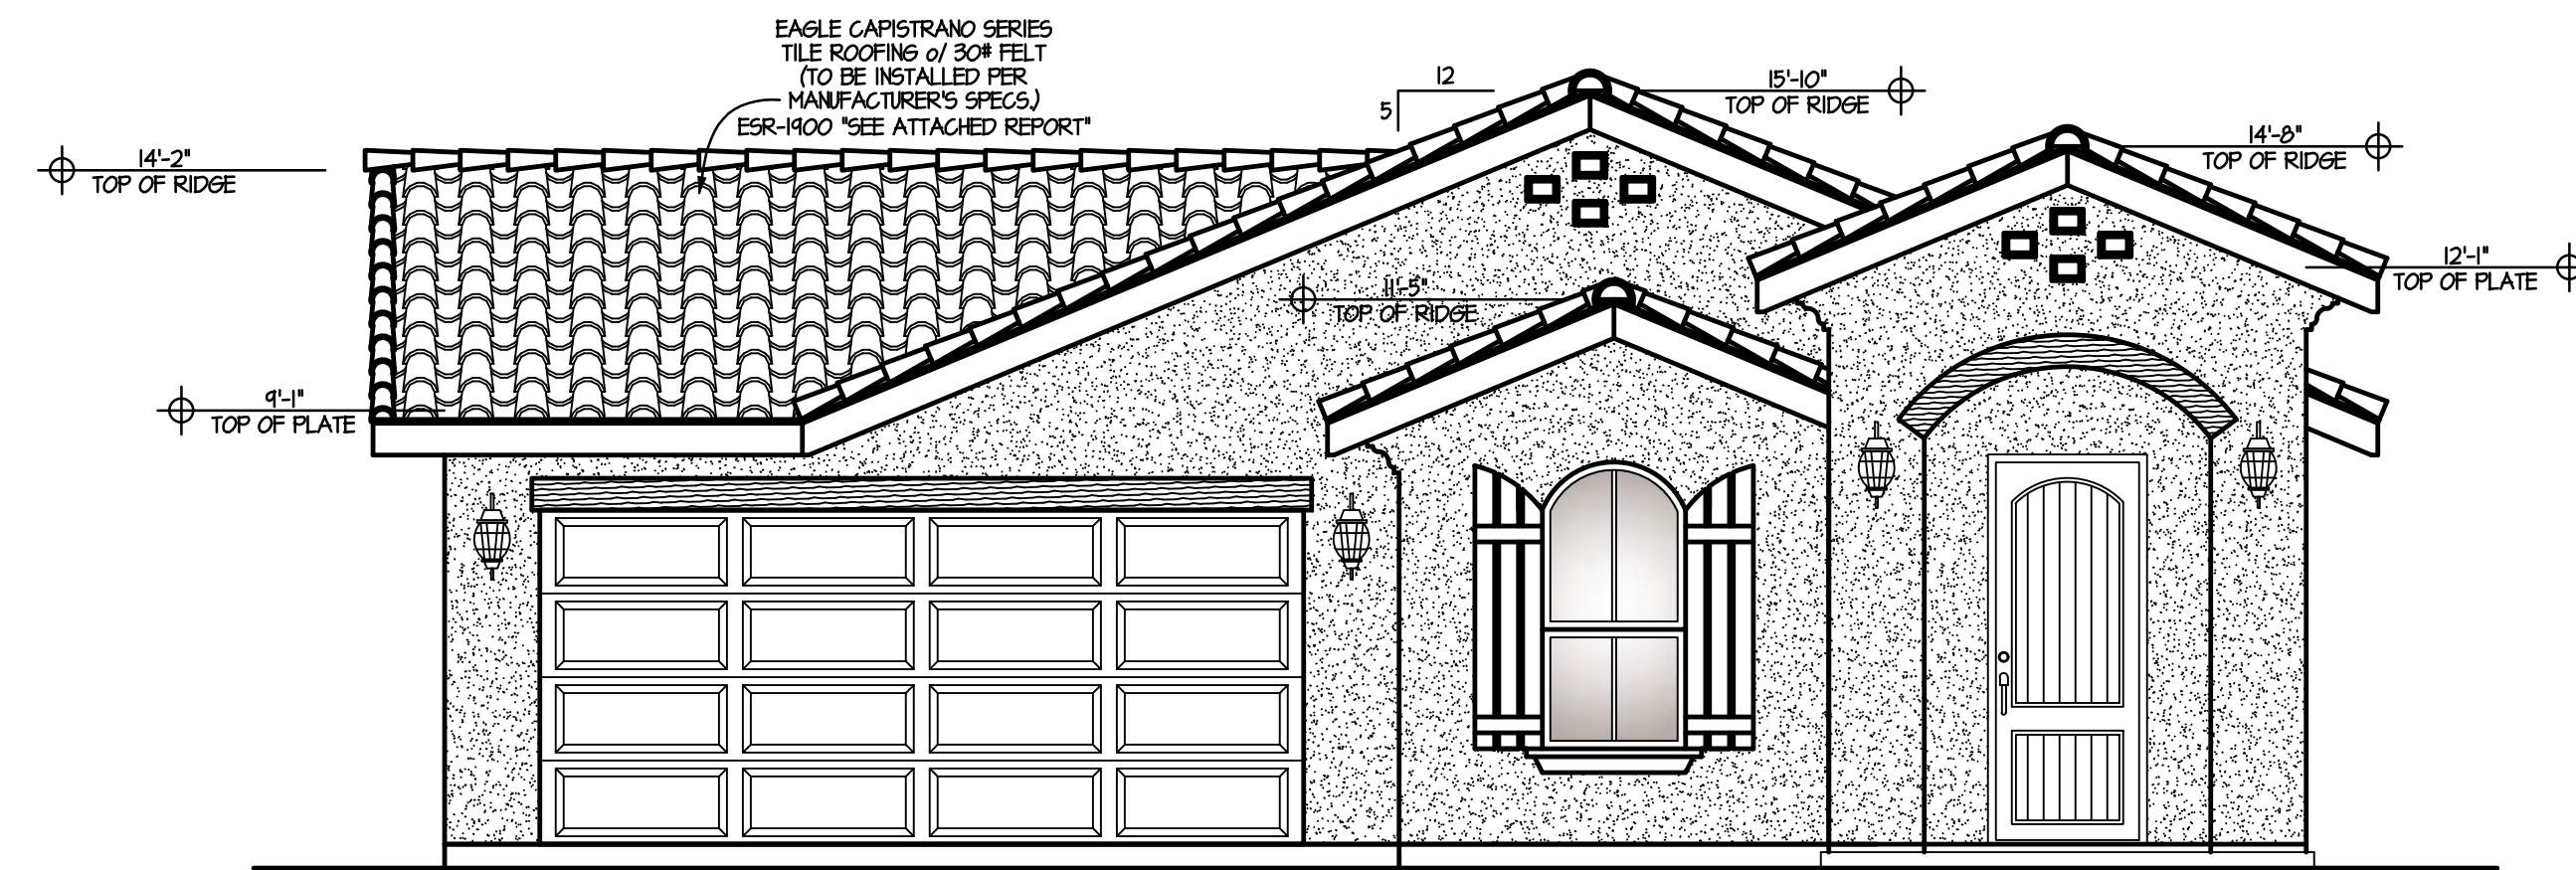 EAGLE CAPISTRANO SERIES
TILE ROOFING o/ 30# FELT
(TO BE INSTALLED PER
MANUFACTURER'S SPECS.)
ESR-1900 "SEE ATTACHED REPORT"
12
5
15'-10"
TOP OF RIDGE
14'-8"
TOP OF RIDGE
14'-2"
TOP OF RIDGE
12'-1"
TOP OF PLATE
11'-5"
TOP OF RIDGE
9'-1"
TOP OF PLATE